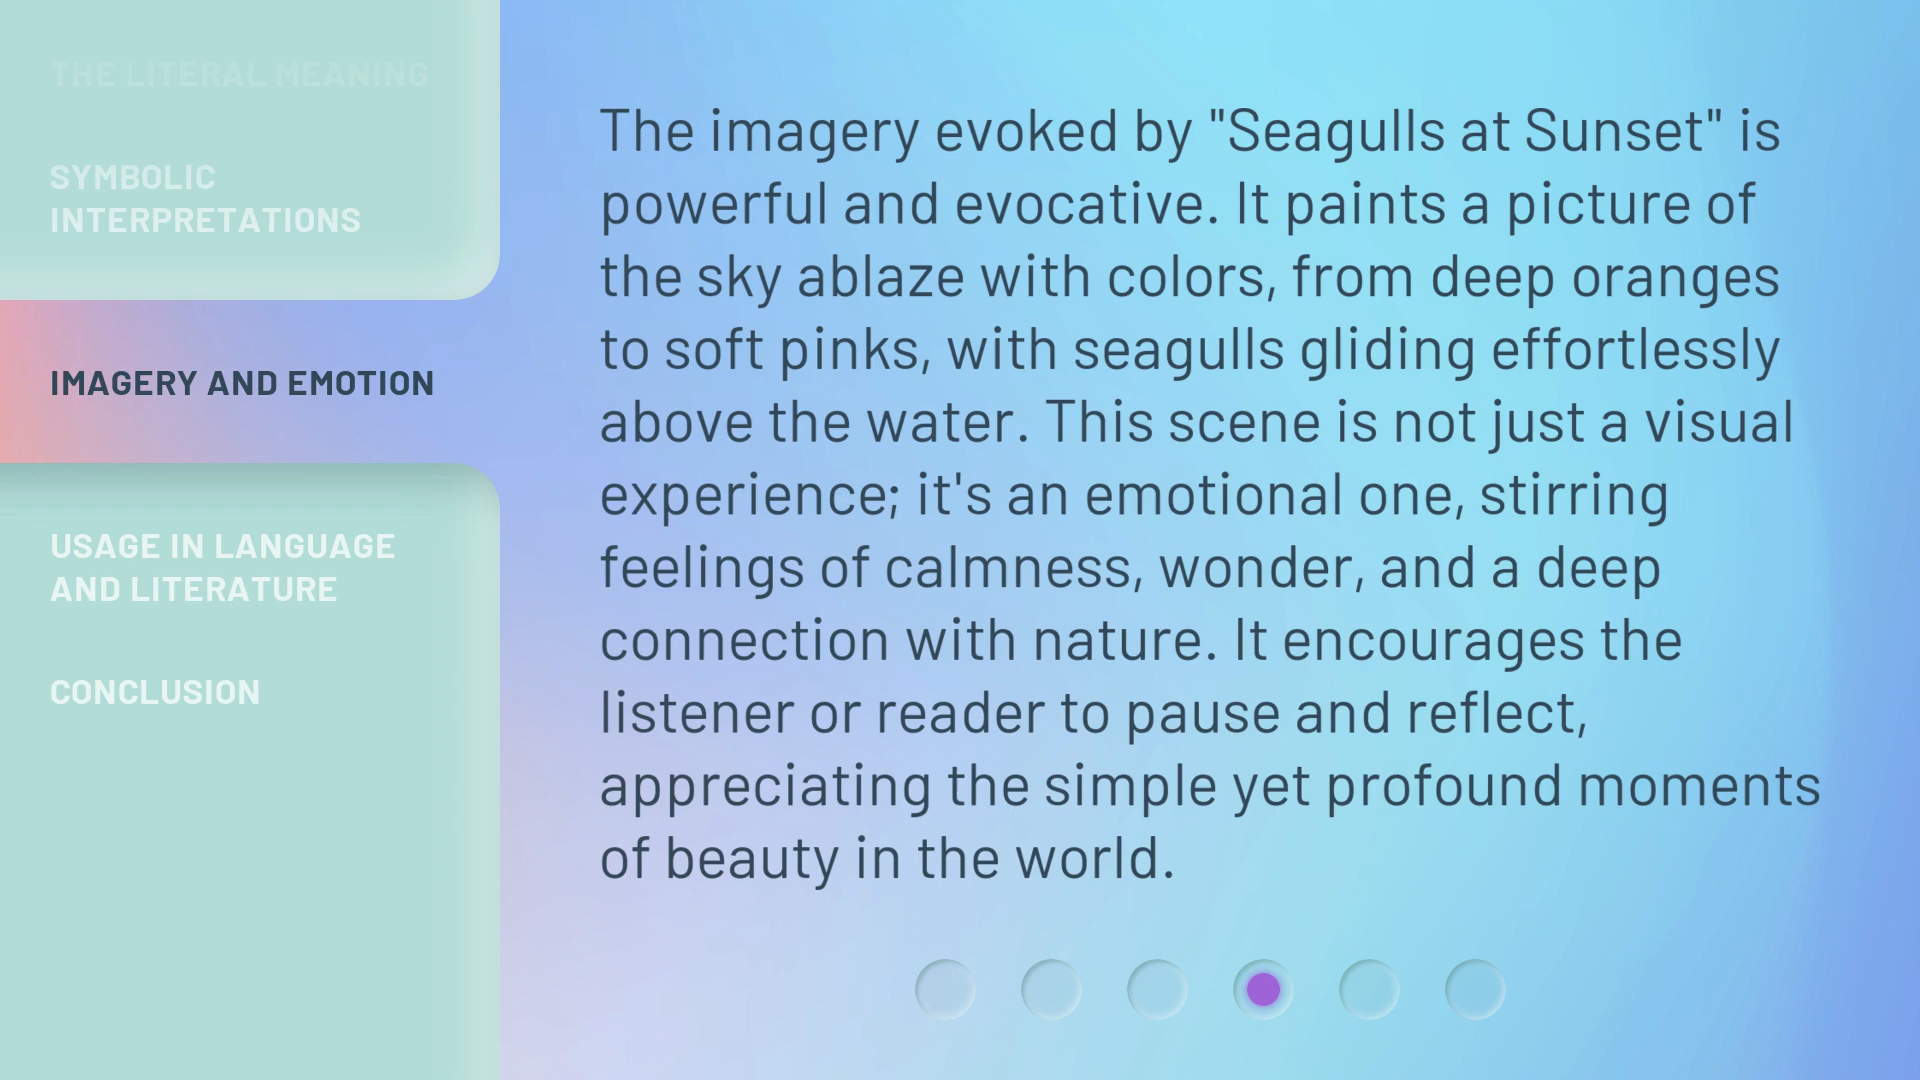 THE LITERAL MEANING
SYMBOLIC
INTERPRETATIONS
IMAGERY AND EMOTION
USAGE IN LANGUAGE
AND LITERATURE
CONCLUSION
The imagery evoked by "Seagulls at Sunset" is
powerful and evocative. It paints a picture of
the sky ablaze with colors, from deep oranges
to soft pinks, with seagulls gliding effortlessly
above the water. This scene is not just a visual
experience; it's an emotional one, stirring
feelings of calmness, wonder, and a deep
connection with nature. It encourages the
listener or reader to pause and reflect,
appreciating the simple yet profound moments
of beauty in the world.